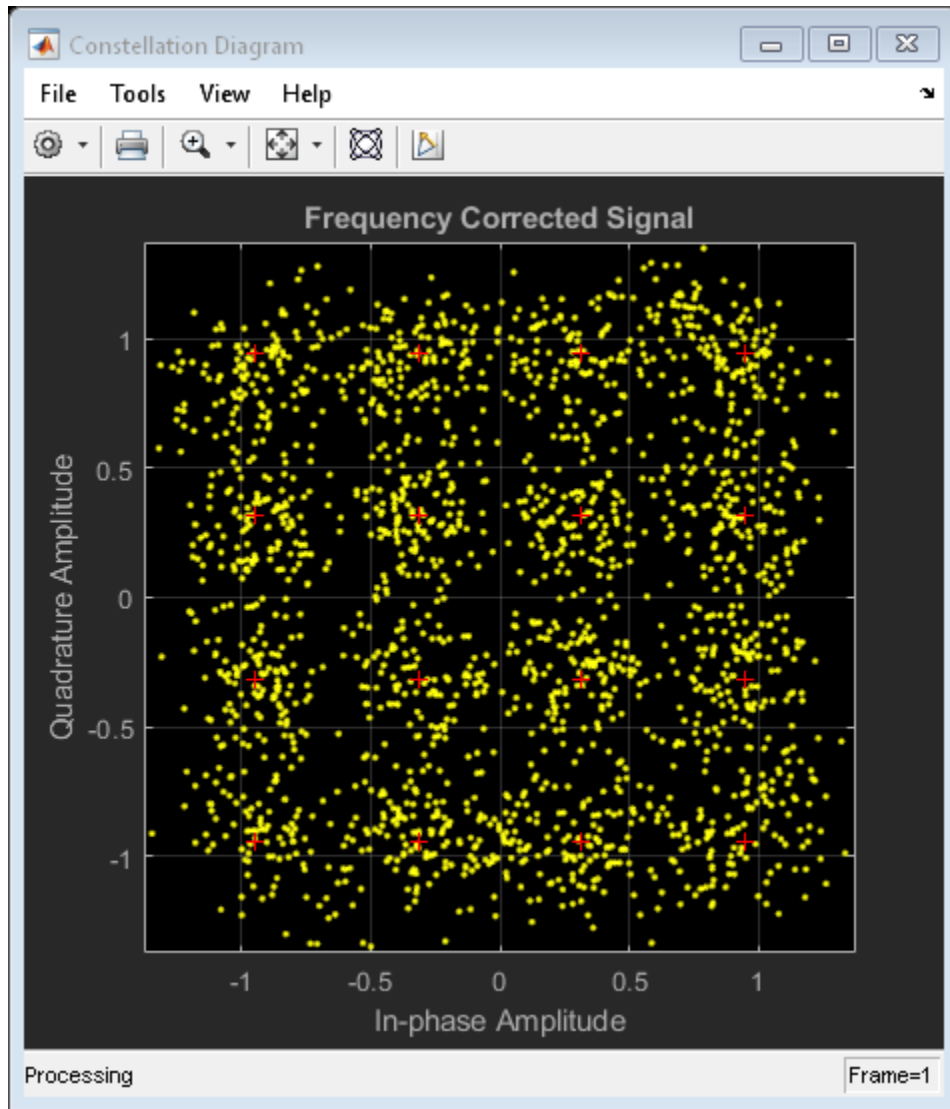 Constellation Diagram
File Tools View Help
Frequency Corrected Signal
1
0.5
0
-0.5
-1
Quadrature Amplitude
-1 -0.5 0 0.5 1
In-phase Amplitude
Processing Frame=1